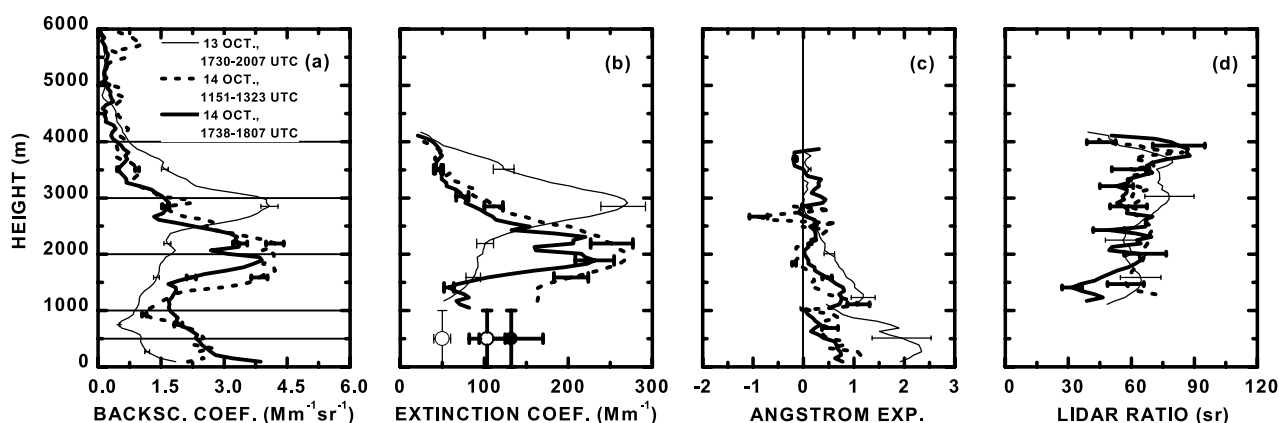 6000
5000
4000
3000
2000
1000
0
HEIGHT (m)
13 OCT.,
1730-2007 UTC
14 OCT.,
1151-1323 UTC
14 OCT.,
1738-1807 UTC
(a)
(b)
(c)
(d)
0.0 1.5 3.0 4.5 6.0
0 100 200 300
-2 -1 0 1 2 3
0 30 60 90 120
BACKSC. COEF. (Mm⁻¹sr⁻¹)
EXTINCTION COEF. (Mm⁻¹)
ANGSTROM EXP.
LIDAR RATIO (sr)